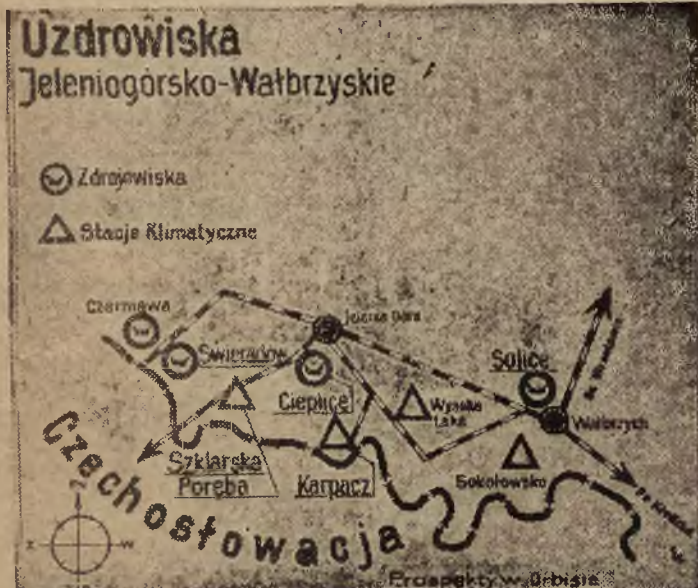 Uzdrowiska
Jeleniogórsko-Wałbrzyskie
Zdrojowiska
Stacje Klimatyczne
Czerniawa
Jelenia Góra
Świeradów
Solice
Cieplice
Wysoka
Łąka
Wałbrzych
Szklarska
Poręba
Karpacz
Sokołowsko
Czechosłowacja
Prospekty w Orbisie